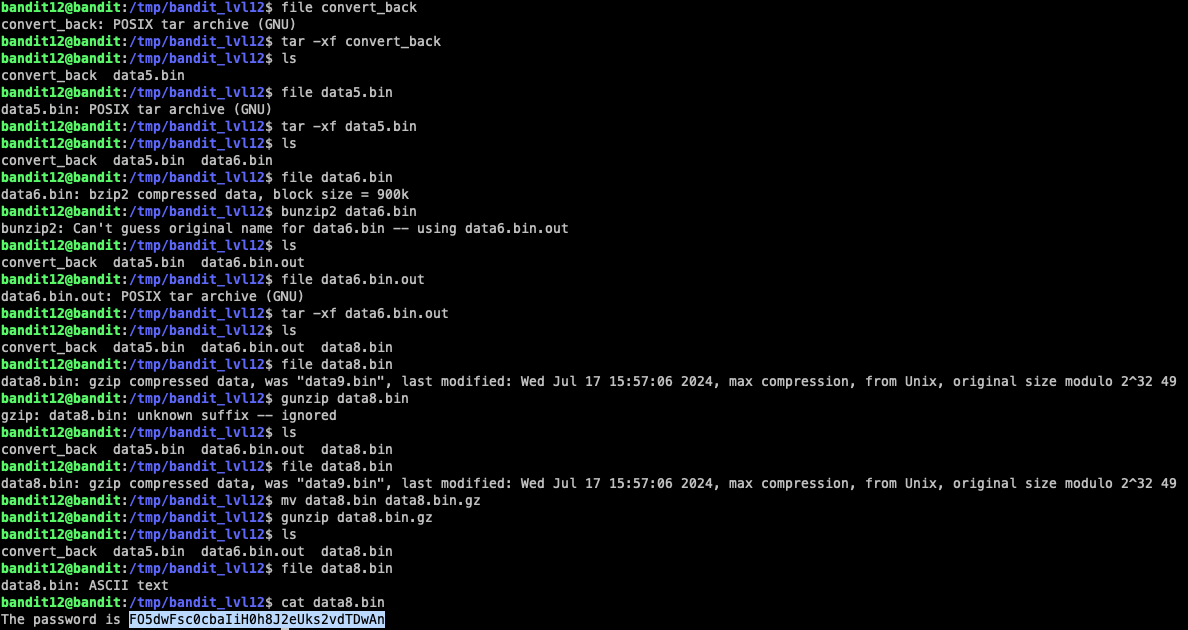 bandit12@bandit:/tmp/bandit_lvl12$ file convert_back
convert_back: POSIX tar archive (GNU)
bandit12@bandit:/tmp/bandit_lvl12$ tar -xf convert_back
bandit12@bandit:/tmp/bandit_lvl12$ ls
convert_back  data5.bin
bandit12@bandit:/tmp/bandit_lvl12$ file data5.bin
data5.bin: POSIX tar archive (GNU)
bandit12@bandit:/tmp/bandit_lvl12$ tar -xf data5.bin
bandit12@bandit:/tmp/bandit_lvl12$ ls
convert_back  data5.bin  data6.bin
bandit12@bandit:/tmp/bandit_lvl12$ file data6.bin
data6.bin: bzip2 compressed data, block size = 900k
bandit12@bandit:/tmp/bandit_lvl12$ bunzip2 data6.bin
bunzip2: Can't guess original name for data6.bin -- using data6.bin.out
bandit12@bandit:/tmp/bandit_lvl12$ ls
convert_back  data5.bin  data6.bin.out
bandit12@bandit:/tmp/bandit_lvl12$ file data6.bin.out
data6.bin.out: POSIX tar archive (GNU)
bandit12@bandit:/tmp/bandit_lvl12$ tar -xf data6.bin.out
bandit12@bandit:/tmp/bandit_lvl12$ ls
convert_back  data5.bin  data6.bin.out  data8.bin
bandit12@bandit:/tmp/bandit_lvl12$ file data8.bin
data8.bin: gzip compressed data, was "data9.bin", last modified: Wed Jul 17 15:57:06 2024, max compression, from Unix, original size modulo 2^32 49
bandit12@bandit:/tmp/bandit_lvl12$ gunzip data8.bin
gzip: data8.bin: unknown suffix -- ignored
bandit12@bandit:/tmp/bandit_lvl12$ ls
convert_back  data5.bin  data6.bin.out  data8.bin
bandit12@bandit:/tmp/bandit_lvl12$ file data8.bin
data8.bin: gzip compressed data, was "data9.bin", last modified: Wed Jul 17 15:57:06 2024, max compression, from Unix, original size modulo 2^32 49
bandit12@bandit:/tmp/bandit_lvl12$ mv data8.bin data8.bin.gz
bandit12@bandit:/tmp/bandit_lvl12$ gunzip data8.bin.gz
bandit12@bandit:/tmp/bandit_lvl12$ ls
convert_back  data5.bin  data6.bin.out  data8.bin
bandit12@bandit:/tmp/bandit_lvl12$ file data8.bin
data8.bin: ASCII text
bandit12@bandit:/tmp/bandit_lvl12$ cat data8.bin
The password is FO5dwFsc0cbaIiH0h8J2eUks2vdTDwAn